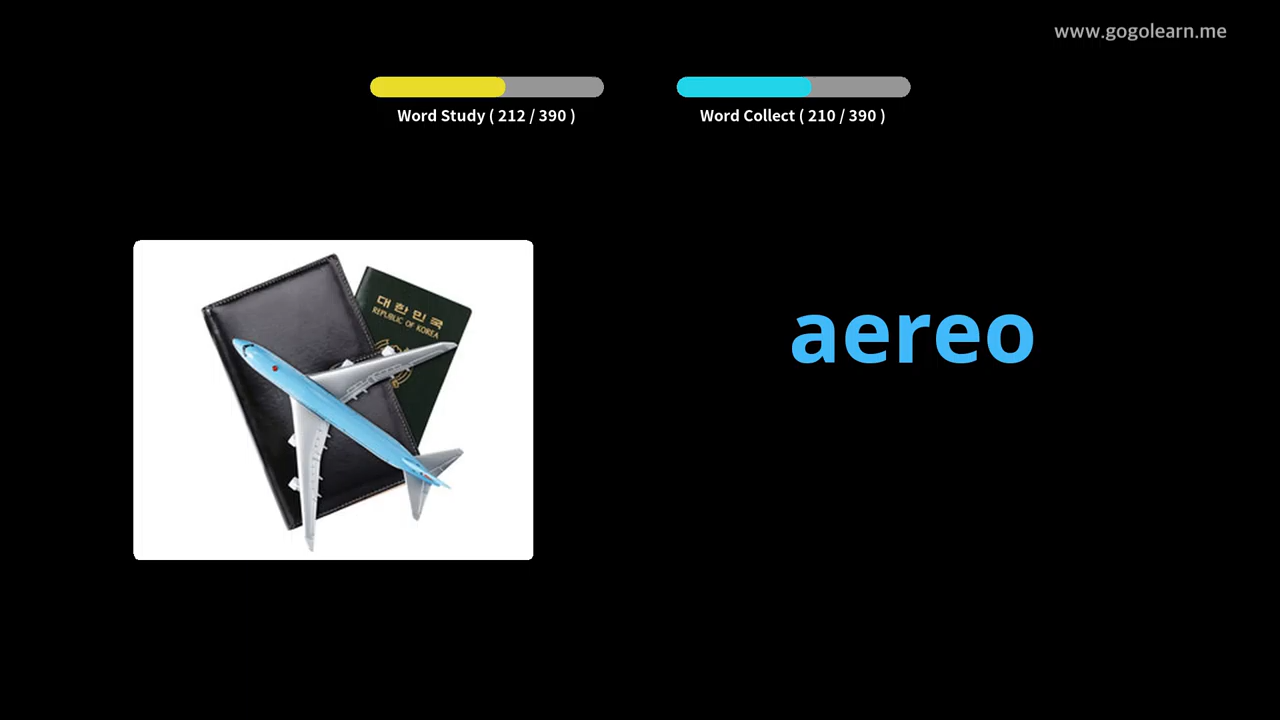 www.gogolearn.me
Word Study ( 212 / 390 )
Word Collect ( 210 / 390 )
대한민국
REPUBLIC OF KOREA
aereo